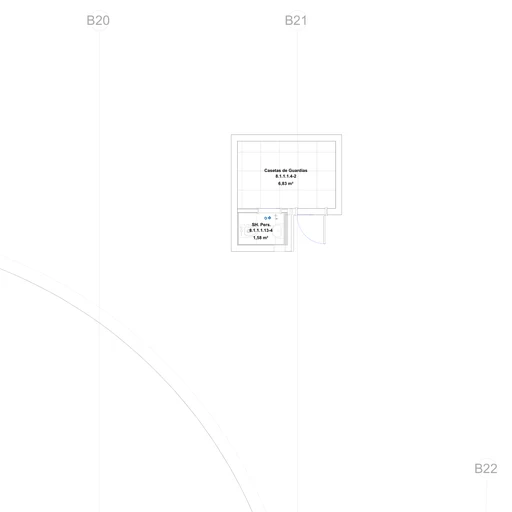 B20
B21
Casetas de Guardias
8.1.1.1.4-2
6,83 m²
SH. Pers.
8.1.1.1.13-4
1,58 m²
B22